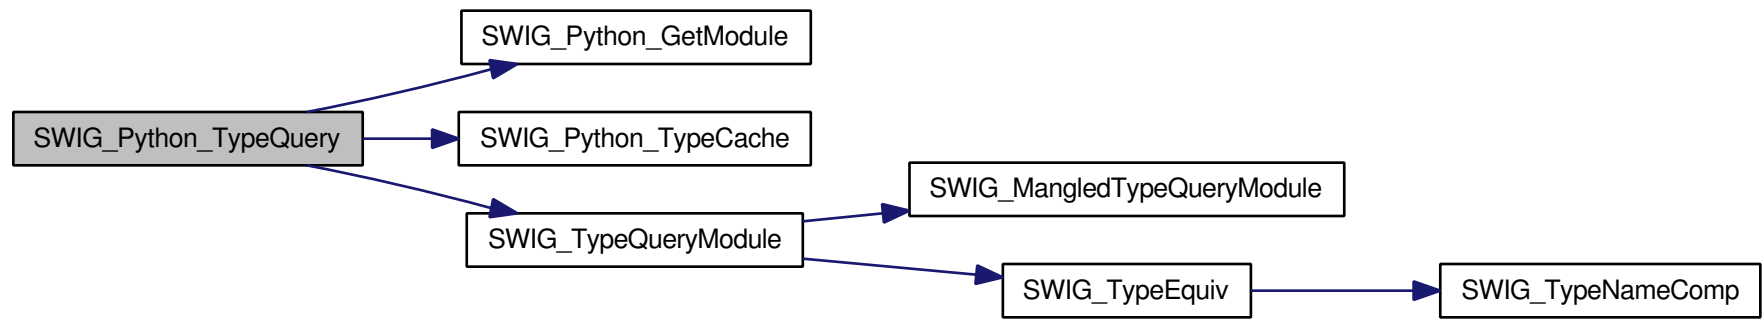 SWIG_Python_GetModule
SWIG_Python_TypeQuery
SWIG_Python_TypeCache
SWIG_MangledTypeQueryModule
SWIG_TypeQueryModule
SWIG_TypeEquiv
SWIG_TypeNameComp